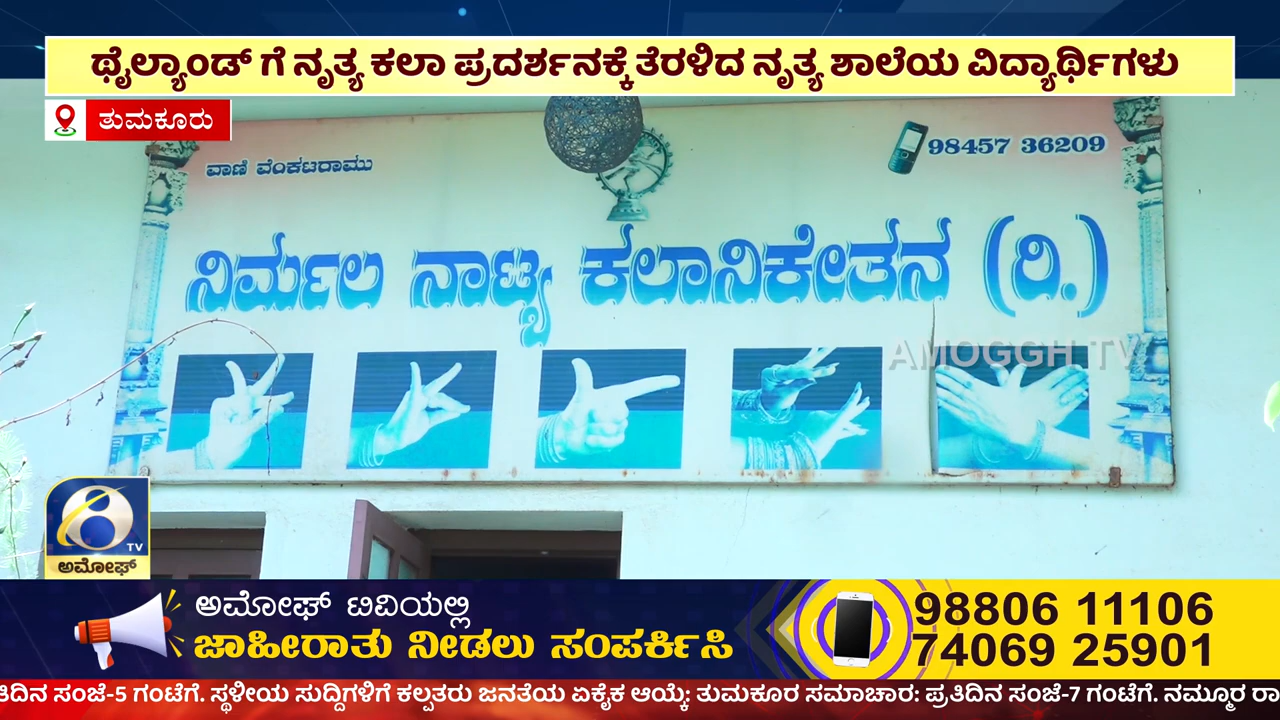 ಥೈಲ್ಯಾಂಡ್ ಗೆ ನೃತ್ಯ ಕಲಾ ಪ್ರದರ್ಶನಕ್ಕೆ ತೆರಳಿದ ನೃತ್ಯ ಶಾಲೆಯ ವಿದ್ಯಾರ್ಥಿಗಳು
ತುಮಕೂರು
ವಾಣಿ ವೆಂಕಟರಾಮು
98457 36209
ನಿರ್ಮಲ ನಾಟ್ಯ ಕಲಾನಿಕೇತನ (ರಿ.)
AMOGGH TV
8 TV
ಅಮೋಘ್
ಅಮೋಘ್ ಟಿವಿಯಲ್ಲಿ
ಜಾಹೀರಾತು ನೀಡಲು ಸಂಪರ್ಕಿಸಿ
98806 11106
74069 25901
ಸಂಜೆ-5 ಗಂಟೆಗೆ. ಸ್ಥಳೀಯ ಸುದ್ದಿಗಳಿಗೆ ಕಲ್ಪತರು ಜನತೆಯ ಏಕೈಕ ಆಯ್ಕೆ: ತುಮಕೂರ ಸಮಾಚಾರ: ಪ್ರತಿದಿನ ಸಂಜೆ-7 ಗಂಟೆಗೆ. ನಮ್ಮೂರ